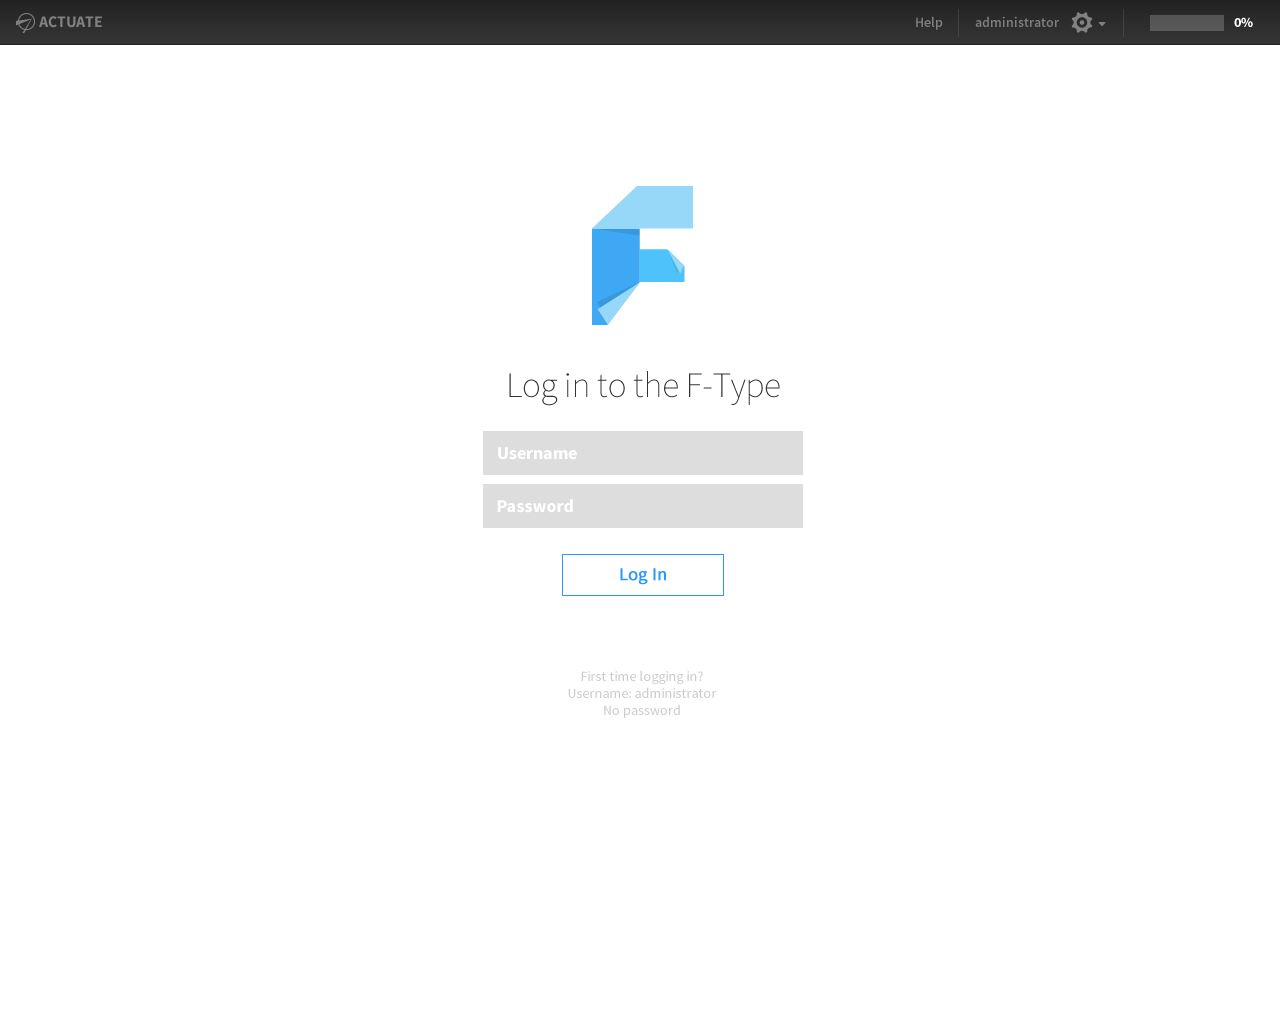 ACTUATE
Help
administrator
0%
Log in to the F-Type
Username
Password
Log In
First time logging in?
Username: administrator
No password